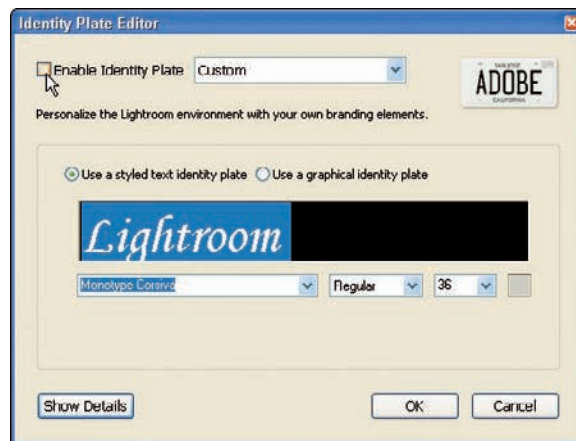 Identity Plate Editor
Enable Identity Plate
Custom
ADOBE
CALIFORNIA
Personalize the Lightroom environment with your own branding elements.
Use a styled text identity plate
Use a graphical identity plate
Lightroom
Monotype Corsiva
Regular
36
Show Details
OK
Cancel